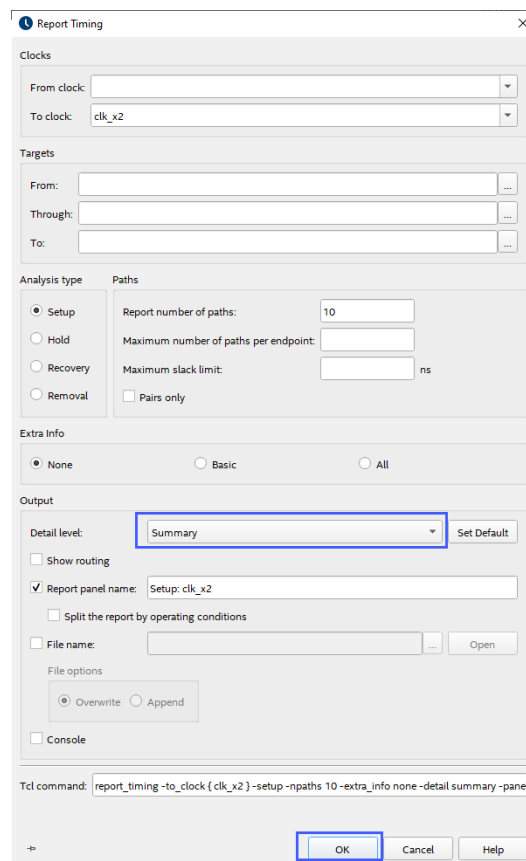 Report Timing
Clocks
From clock:
To clock: clk_x2
Targets
From: ...
Through: ...
To: ...
Analysis type Paths
Setup Report number of paths: 10
Hold Maximum number of paths per endpoint:
Recovery Maximum slack limit: ns
Removal Pairs only
Extra Info
None Basic All
Output
Detail level: Summary Set Default
Show routing
Report panel name: Setup: clk_x2
Split the report by operating conditions
File name: ... Open
File options
Overwrite Append
Console
Tcl command: report_timing -to_clock { clk_x2 } -setup -npaths 10 -extra_info none -detail summary -pane
OK Cancel Help